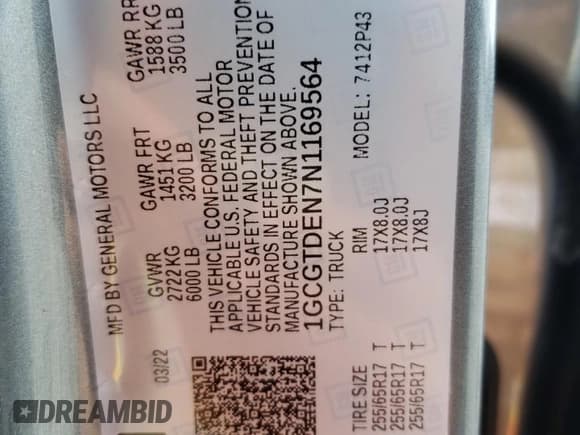 MFD BY GENERAL MOTORS LLC
03/22
GVWR GAWR FRT GAWR RR
2722 KG 1451 KG 1588 KG
6000 LB 3200 LB 3500 LB
THIS VEHICLE CONFORMS TO ALL
APPLICABLE U.S. FEDERAL MOTOR
VEHICLE SAFETY AND THEFT PREVENTION
STANDARDS IN EFFECT ON THE DATE OF
MANUFACTURE SHOWN ABOVE.
1GCGTDEN7N1169564
TYPE: TRUCK MODEL: 7412P43
TIRE SIZE RIM
255/65R17 T 17X8.0J
255/65R17 T 17X8.0J
255/65R17 T 17X8J
DREAMBID